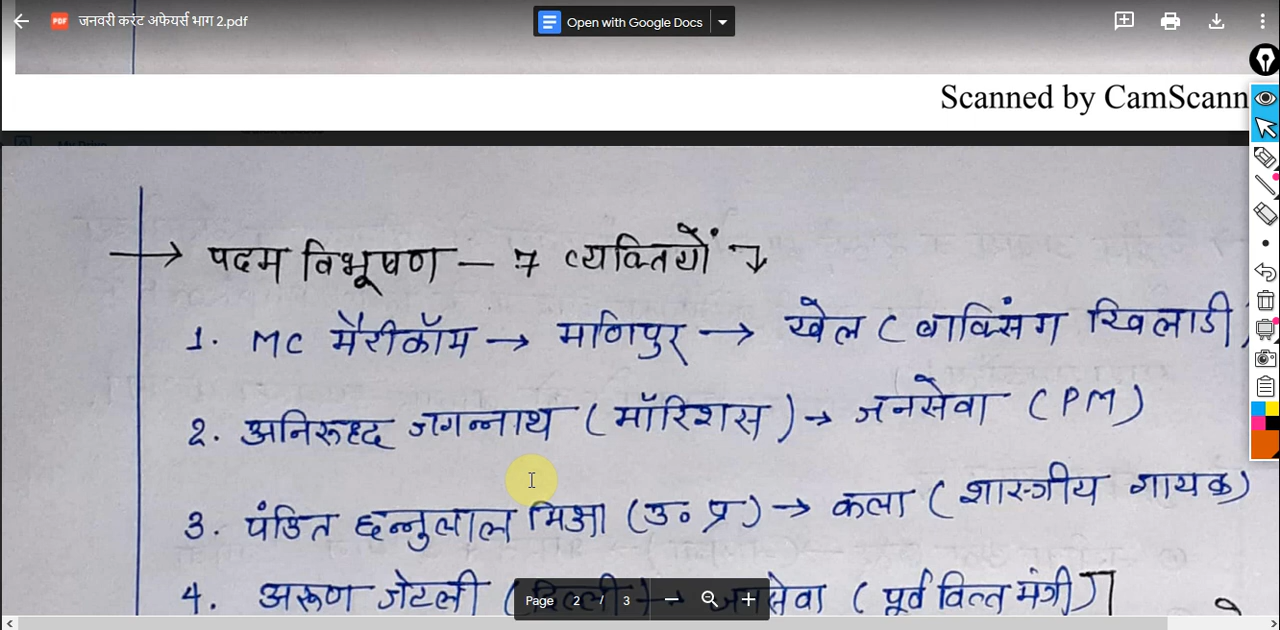 जनवरी करंट अफेयर्स भाग 2.pdf
Open with Google Docs
Scanned by CamScann
→ पदम विभूषण – 7 व्यक्तियों
1. MC मैरीकॉम → मणिपुर → खेल ( वाक्सिंग खिलाडी )
2. अनिरूध्द जगन्नाथ ( मॉरिशस ) → जनसेवा ( PM )
3. पंडित छन्नुलाल मिश्रा ( उ० प्र ) → कला ( शास्त्रीय गायक )
4. अरूण जेटली ( दिल्ली ) → जनसेवा ( पूर्व वित्त मंत्री )
Page 2 / 3